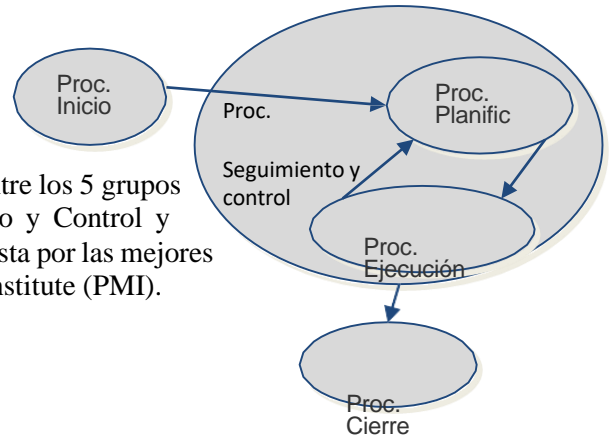 Proc.
Inicio
Proc.
Planific
Proc.
Seguimiento y
control
tre los 5 grupos
o y Control y
sta por las mejores
nstitute (PMI).
Proc.
Ejecución
Proc.
Cierre